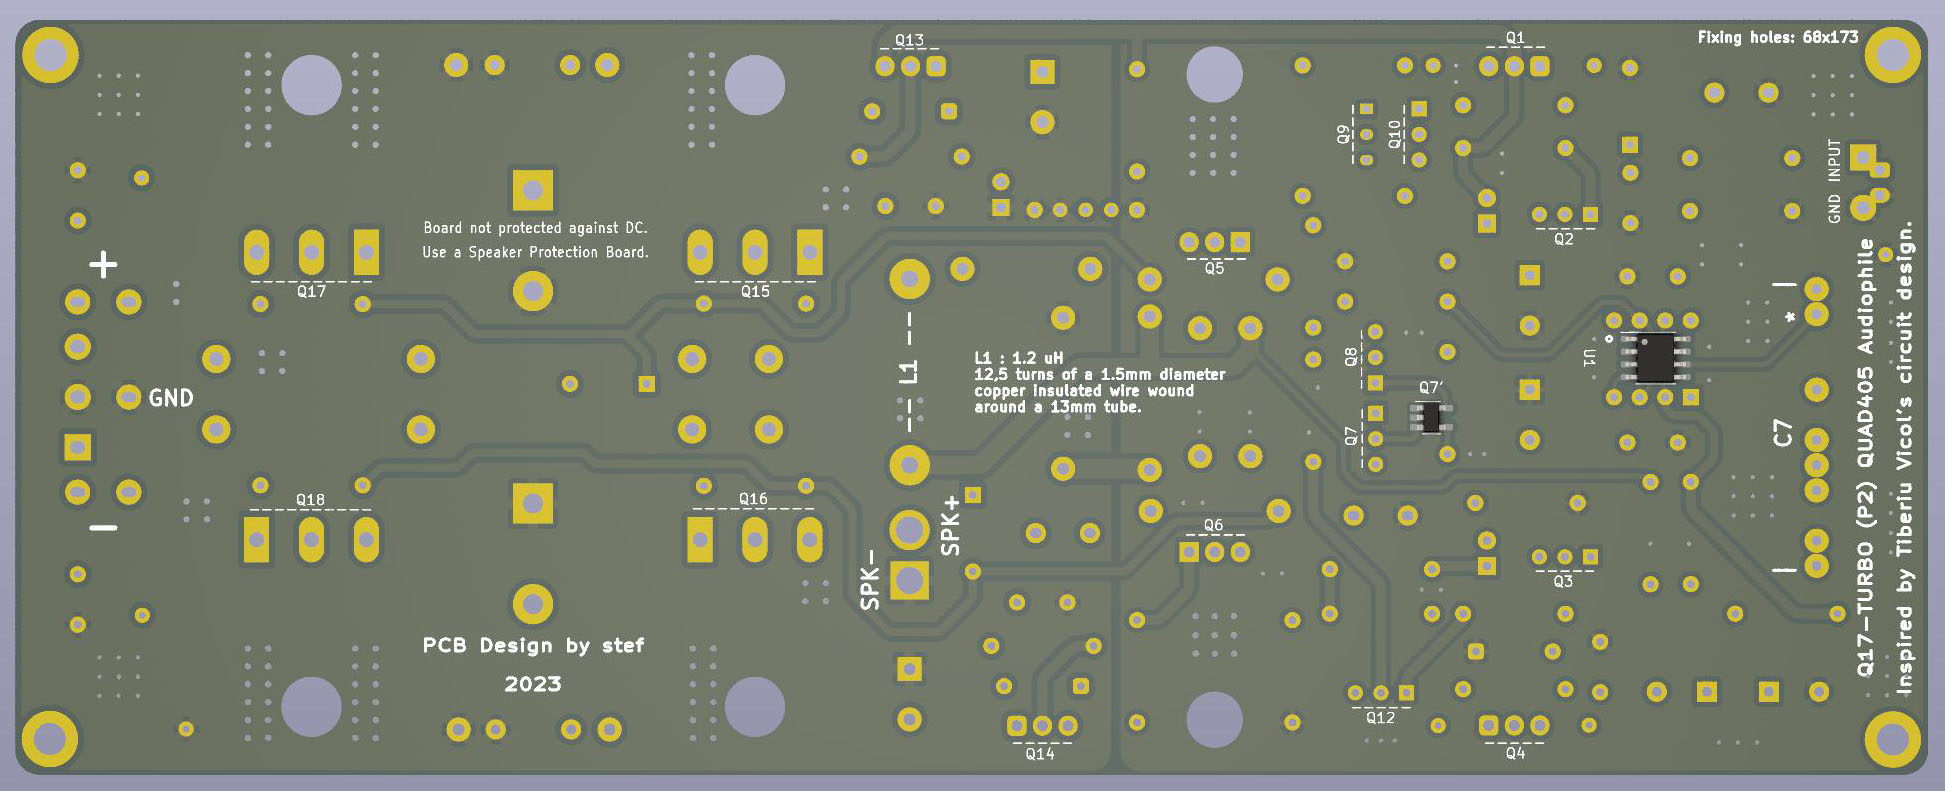 Q13
Q1
Fixing holes: 68x173
Q9
Q10
GND INPUT
Q2
Q5
Board not protected against DC.
Use a Speaker Protection Board.
+
Q17
Q15
*
L1
L1 : 1.2 uH
12,5 turns of a 1.5mm diameter
copper insulated wire wound
around a 13mm tube.
Q8
U1
Q7'
Q7
GND
C7
Q18
Q16
SPK+
SPK-
Q6
Q3
-
PCB Design by stef
2023
Q12
Q14
Q4
Q17-TURBO (P2) QUAD405 Audiophile
Inspired by Tiberiu Vicol's circuit design.